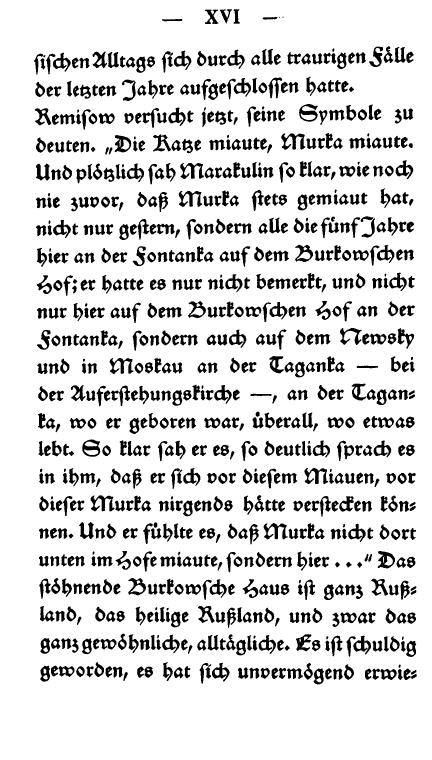 — XVI —
sischen Alltags sich durch alle traurigen Fälle
der letzten Jahre aufgeschlossen hatte.
Remisow versucht jetzt, seine Symbole zu
deuten. „Die Katze miaute, Murka miaute.
Und plötzlich sah Marakulin so klar, wie noch
nie zuvor, daß Murka stets gemiaut hat,
nicht nur gestern, sondern alle die fünf Jahre
hier an der Fontanka auf dem Burkowschen
Hof; er hatte es nur nicht bemerkt, und nicht
nur hier auf dem Burkowschen Hof an der
Fontanka, sondern auch auf dem Newsky
und in Moskau an der Taganka — bei
der Auferstehungskirche —, an der Tagan-
ka, wo er geboren war, überall, wo etwas
lebt. So klar sah er es, so deutlich sprach es
in ihm, daß er sich vor diesem Miauen, vor
dieser Murka nirgends hätte verstecken kön-
nen. Und er fühlte es, daß Murka nicht dort
unten im Hofe miaute, sondern hier . . .“ Das
stöhnende Burkowsche Haus ist ganz Ruß-
land, das heilige Rußland, und zwar das
ganz gewöhnliche, alltägliche. Es ist schuldig
geworden, es hat sich unvermögend erwie-